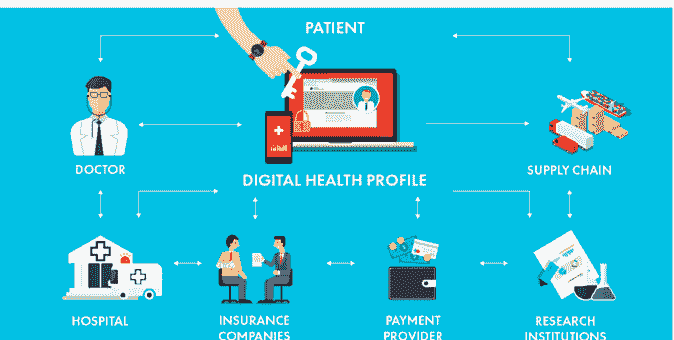 PATIENT
DOCTOR
DIGITAL HEALTH PROFILE
SUPPLY CHAIN
HOSPITAL
INSURANCE
COMPANIES
PAYMENT
PROVIDER
RESEARCH
INSTITUTIONS